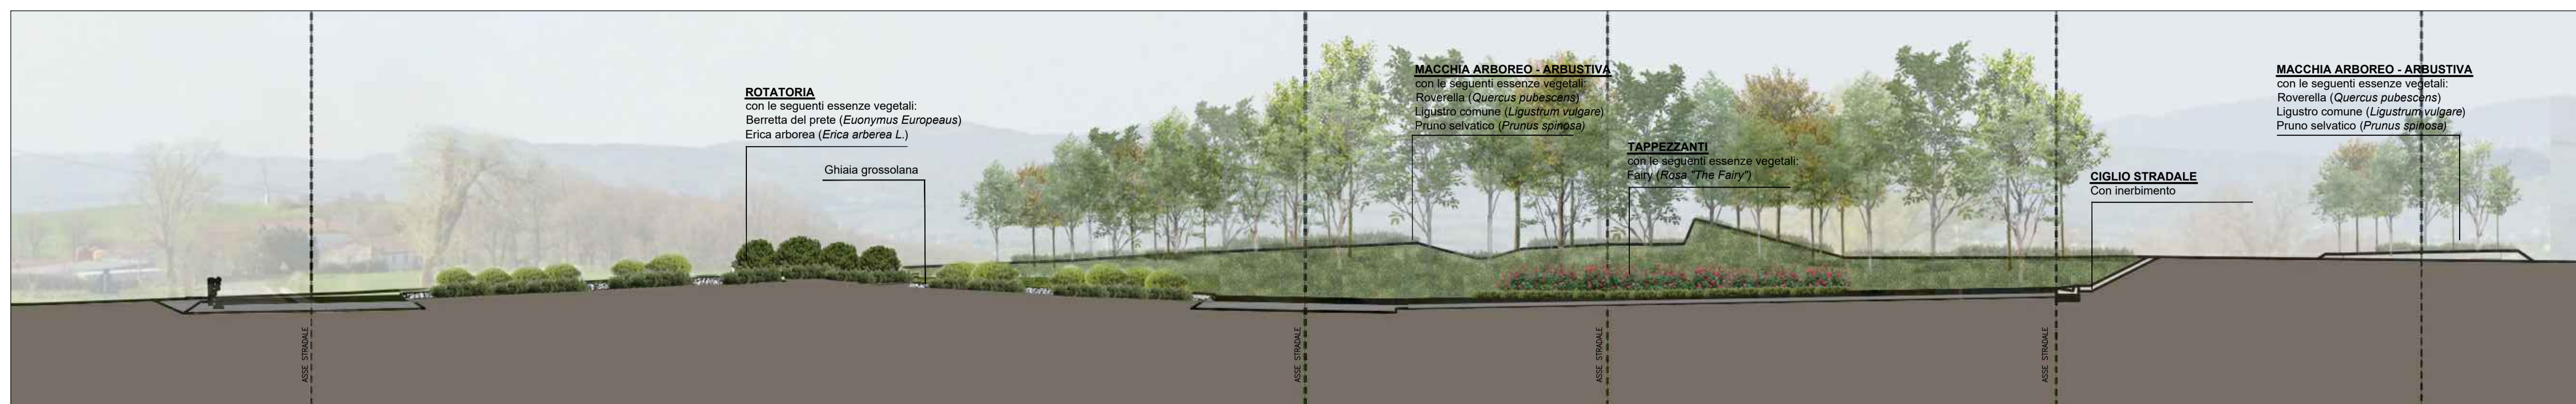 ROTATORIA
con le seguenti essenze vegetali:
Berretta del prete (Euonymus Europeaus)
Erica arborea (Erica arberea L.)
Ghiaia grossolana
MACCHIA ARBOREO - ARBUSTIVA
con le seguenti essenze vegetali:
Roverella (Quercus pubescens)
Ligustro comune (Ligustrum vulgare)
Pruno selvatico (Prunus spinosa)
TAPPEZZANTI
con le seguenti essenze vegetali:
Fairy (Rosa "The Fairy")
CIGLIO STRADALE
Con inerbimento
MACCHIA ARBOREO - ARBUSTIVA
con le seguenti essenze vegetali:
Roverella (Quercus pubescens)
Ligustro comune (Ligustrum vulgare)
Pruno selvatico (Prunus spinosa)
ASSE STRADALE
ASSE STRADALE
ASSE STRADALE
ASSE STRADALE